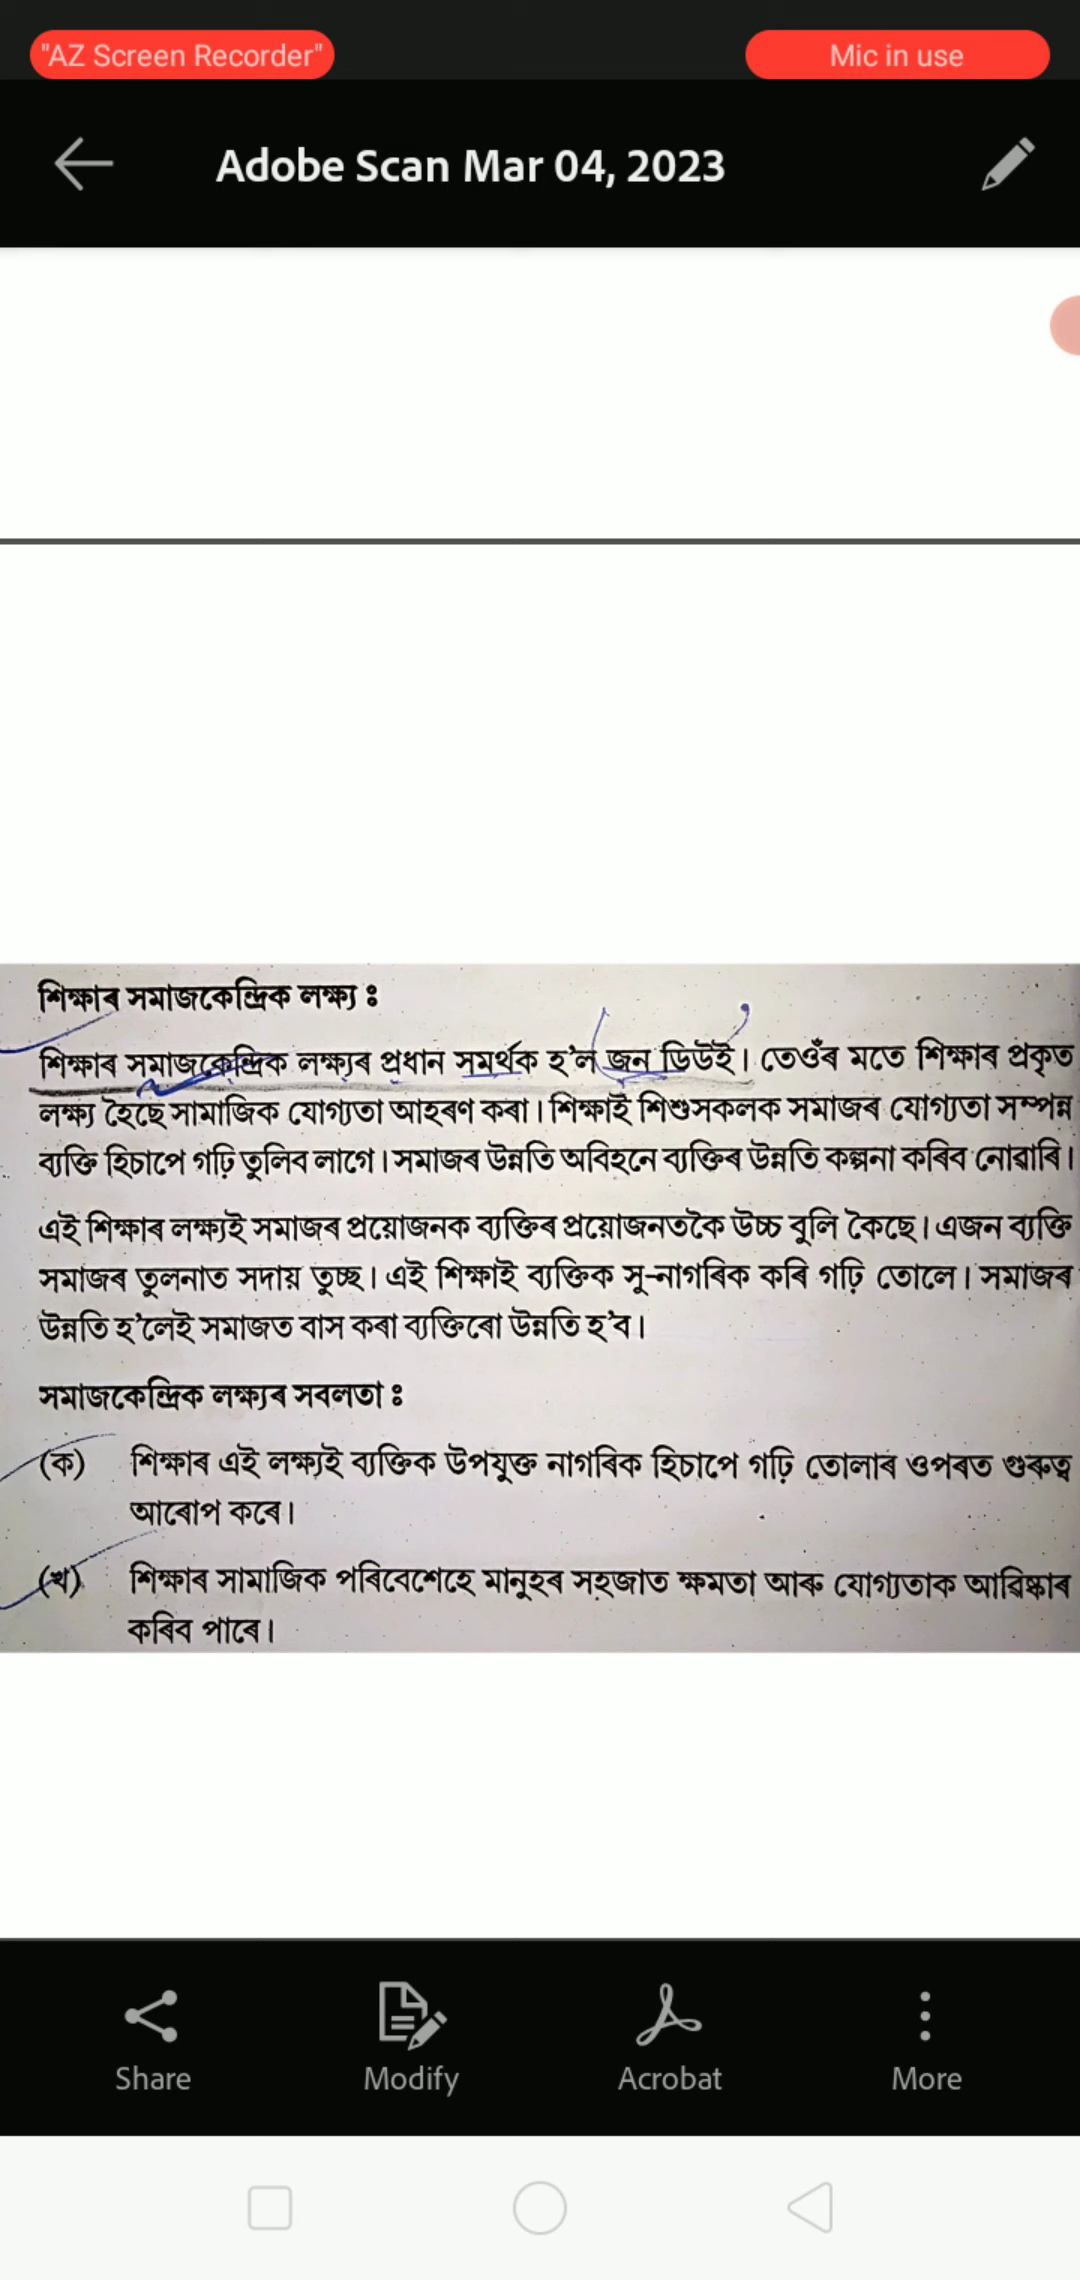 "AZ Screen Recorder" Mic in use
Adobe Scan Mar 04, 2023
শিক্ষাৰ সমাজকেন্দ্ৰিক লক্ষ্য ঃ
শিক্ষাৰ সমাজকেন্দ্ৰিক লক্ষ্যৰ প্ৰধান সমৰ্থক হ'ল জন ডিউই। তেওঁৰ মতে শিক্ষাৰ প্ৰকৃত
লক্ষ্য হৈছে সামাজিক যোগ্যতা আহৰণ কৰা। শিক্ষাই শিশুসকলক সমাজৰ যোগ্যতা সম্পন্ন
ব্যক্তি হিচাপে গঢ়ি তুলিব লাগে। সমাজৰ উন্নতি অবিহনে ব্যক্তিৰ উন্নতি কল্পনা কৰিব নোৱাৰি।
এই শিক্ষাৰ লক্ষ্যই সমাজৰ প্ৰয়োজনক ব্যক্তিৰ প্ৰয়োজনতকৈ উচ্চ বুলি কৈছে। এজন ব্যক্তি
সমাজৰ তুলনাত সদায় তুচ্ছ। এই শিক্ষাই ব্যক্তিক সু-নাগৰিক কৰি গঢ়ি তোলে। সমাজৰ
উন্নতি হ'লেই সমাজত বাস কৰা ব্যক্তিৰো উন্নতি হ'ব।
সমাজকেন্দ্ৰিক লক্ষ্যৰ সবলতা ঃ
(ক) শিক্ষাৰ এই লক্ষ্যই ব্যক্তিক উপযুক্ত নাগৰিক হিচাপে গঢ়ি তোলাৰ ওপৰত গুৰুত্ব
আৰোপ কৰে।
(খ) শিক্ষাৰ সামাজিক পৰিবেশেহে মানুহৰ সহজাত ক্ষমতা আৰু যোগ্যতাক আৱিষ্কাৰ
কৰিব পাৰে।
Share Modify Acrobat More